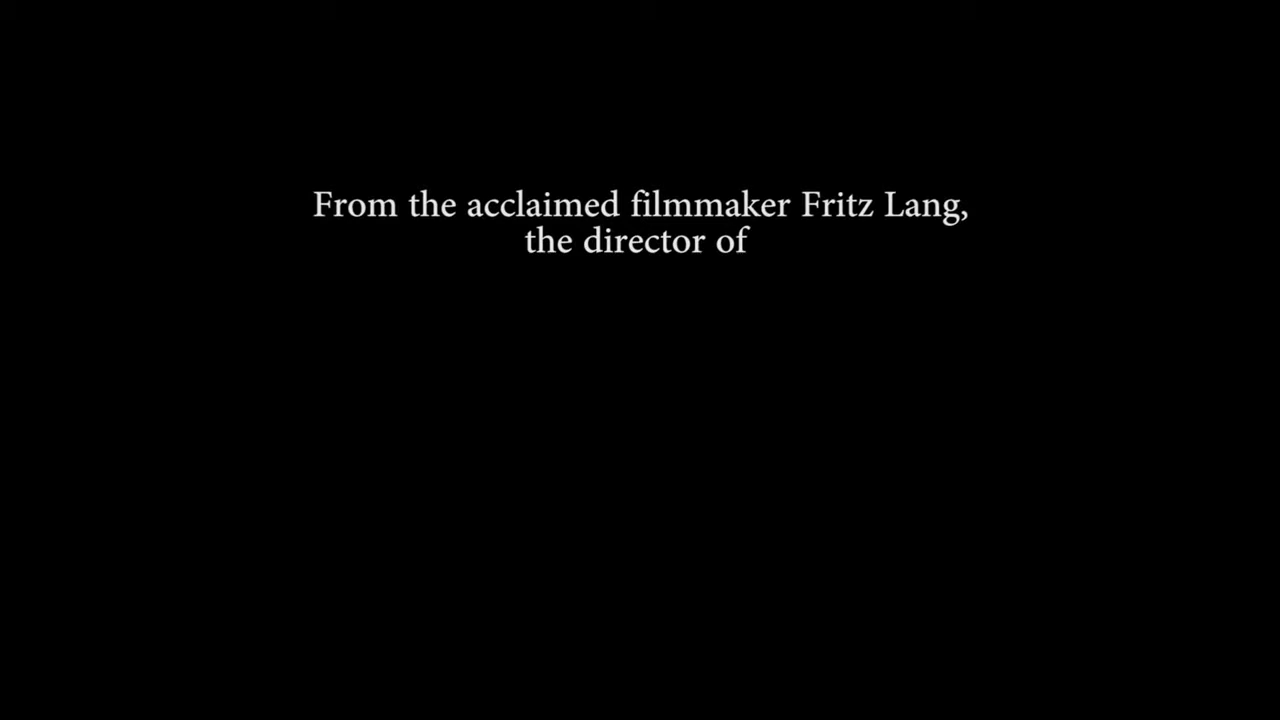 From the acclaimed filmmaker Fritz Lang,
the director of